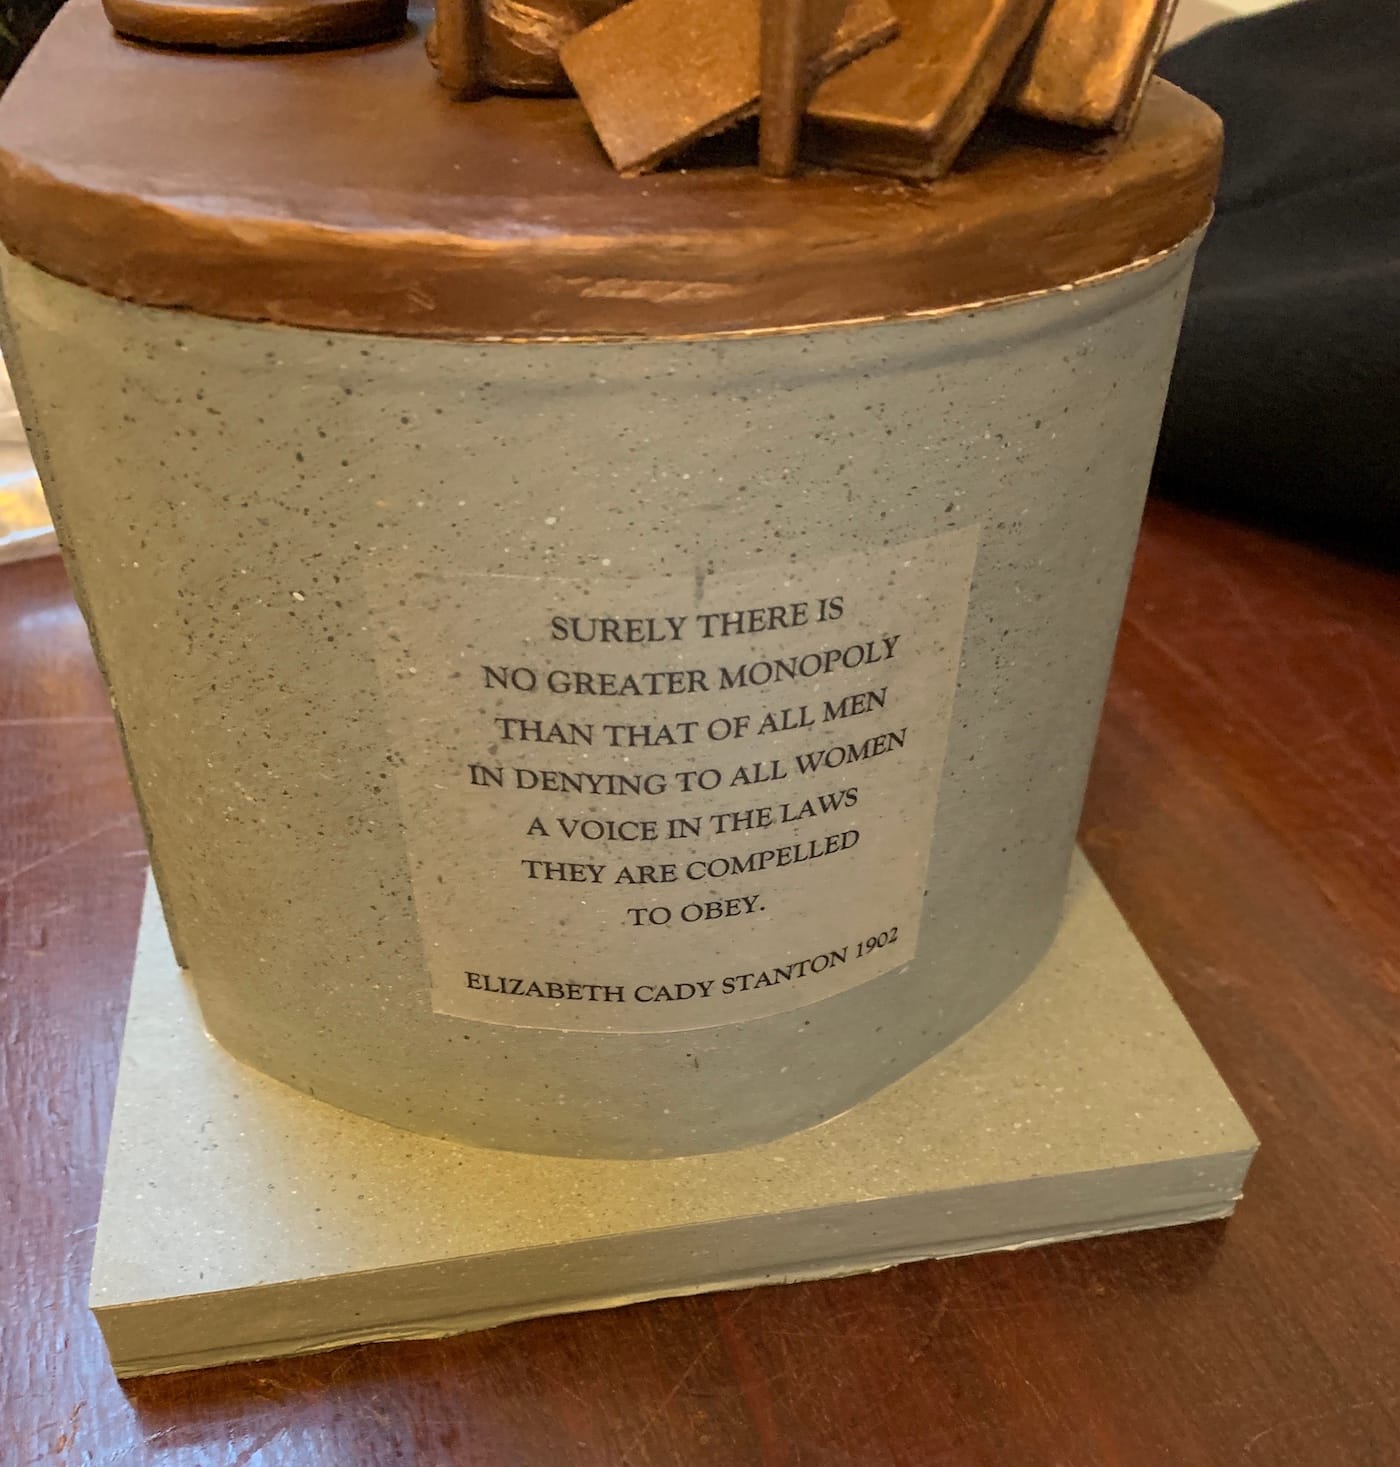 SURELY THERE IS
NO GREATER MONOPOLY
THAN THAT OF ALL MEN
IN DENYING TO ALL WOMEN
A VOICE IN THE LAWS
THEY ARE COMPELLED
TO OBEY.
ELIZABETH CADY STANTON 1902